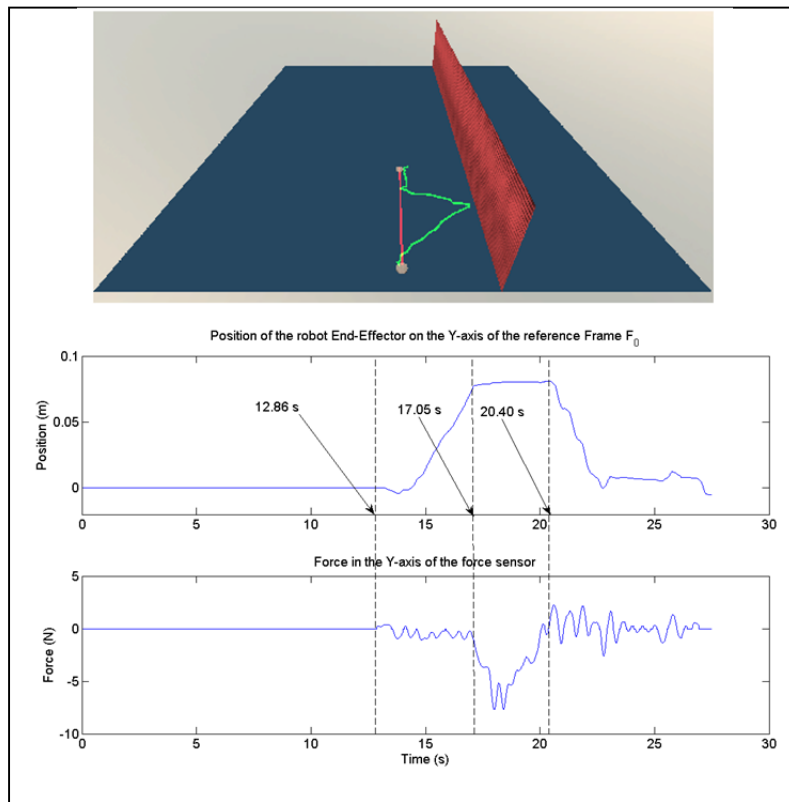 Position of the robot End-Effector on the Y-axis of the reference Frame F0
0.1
0.05
0
Position (m)
12.86 s
17.05 s
20.40 s
0 5 10 15 20 25 30
Force in the Y-axis of the force sensor
5
0
-5
-10
Force (N)
0 5 10 15 20 25 30
Time (s)